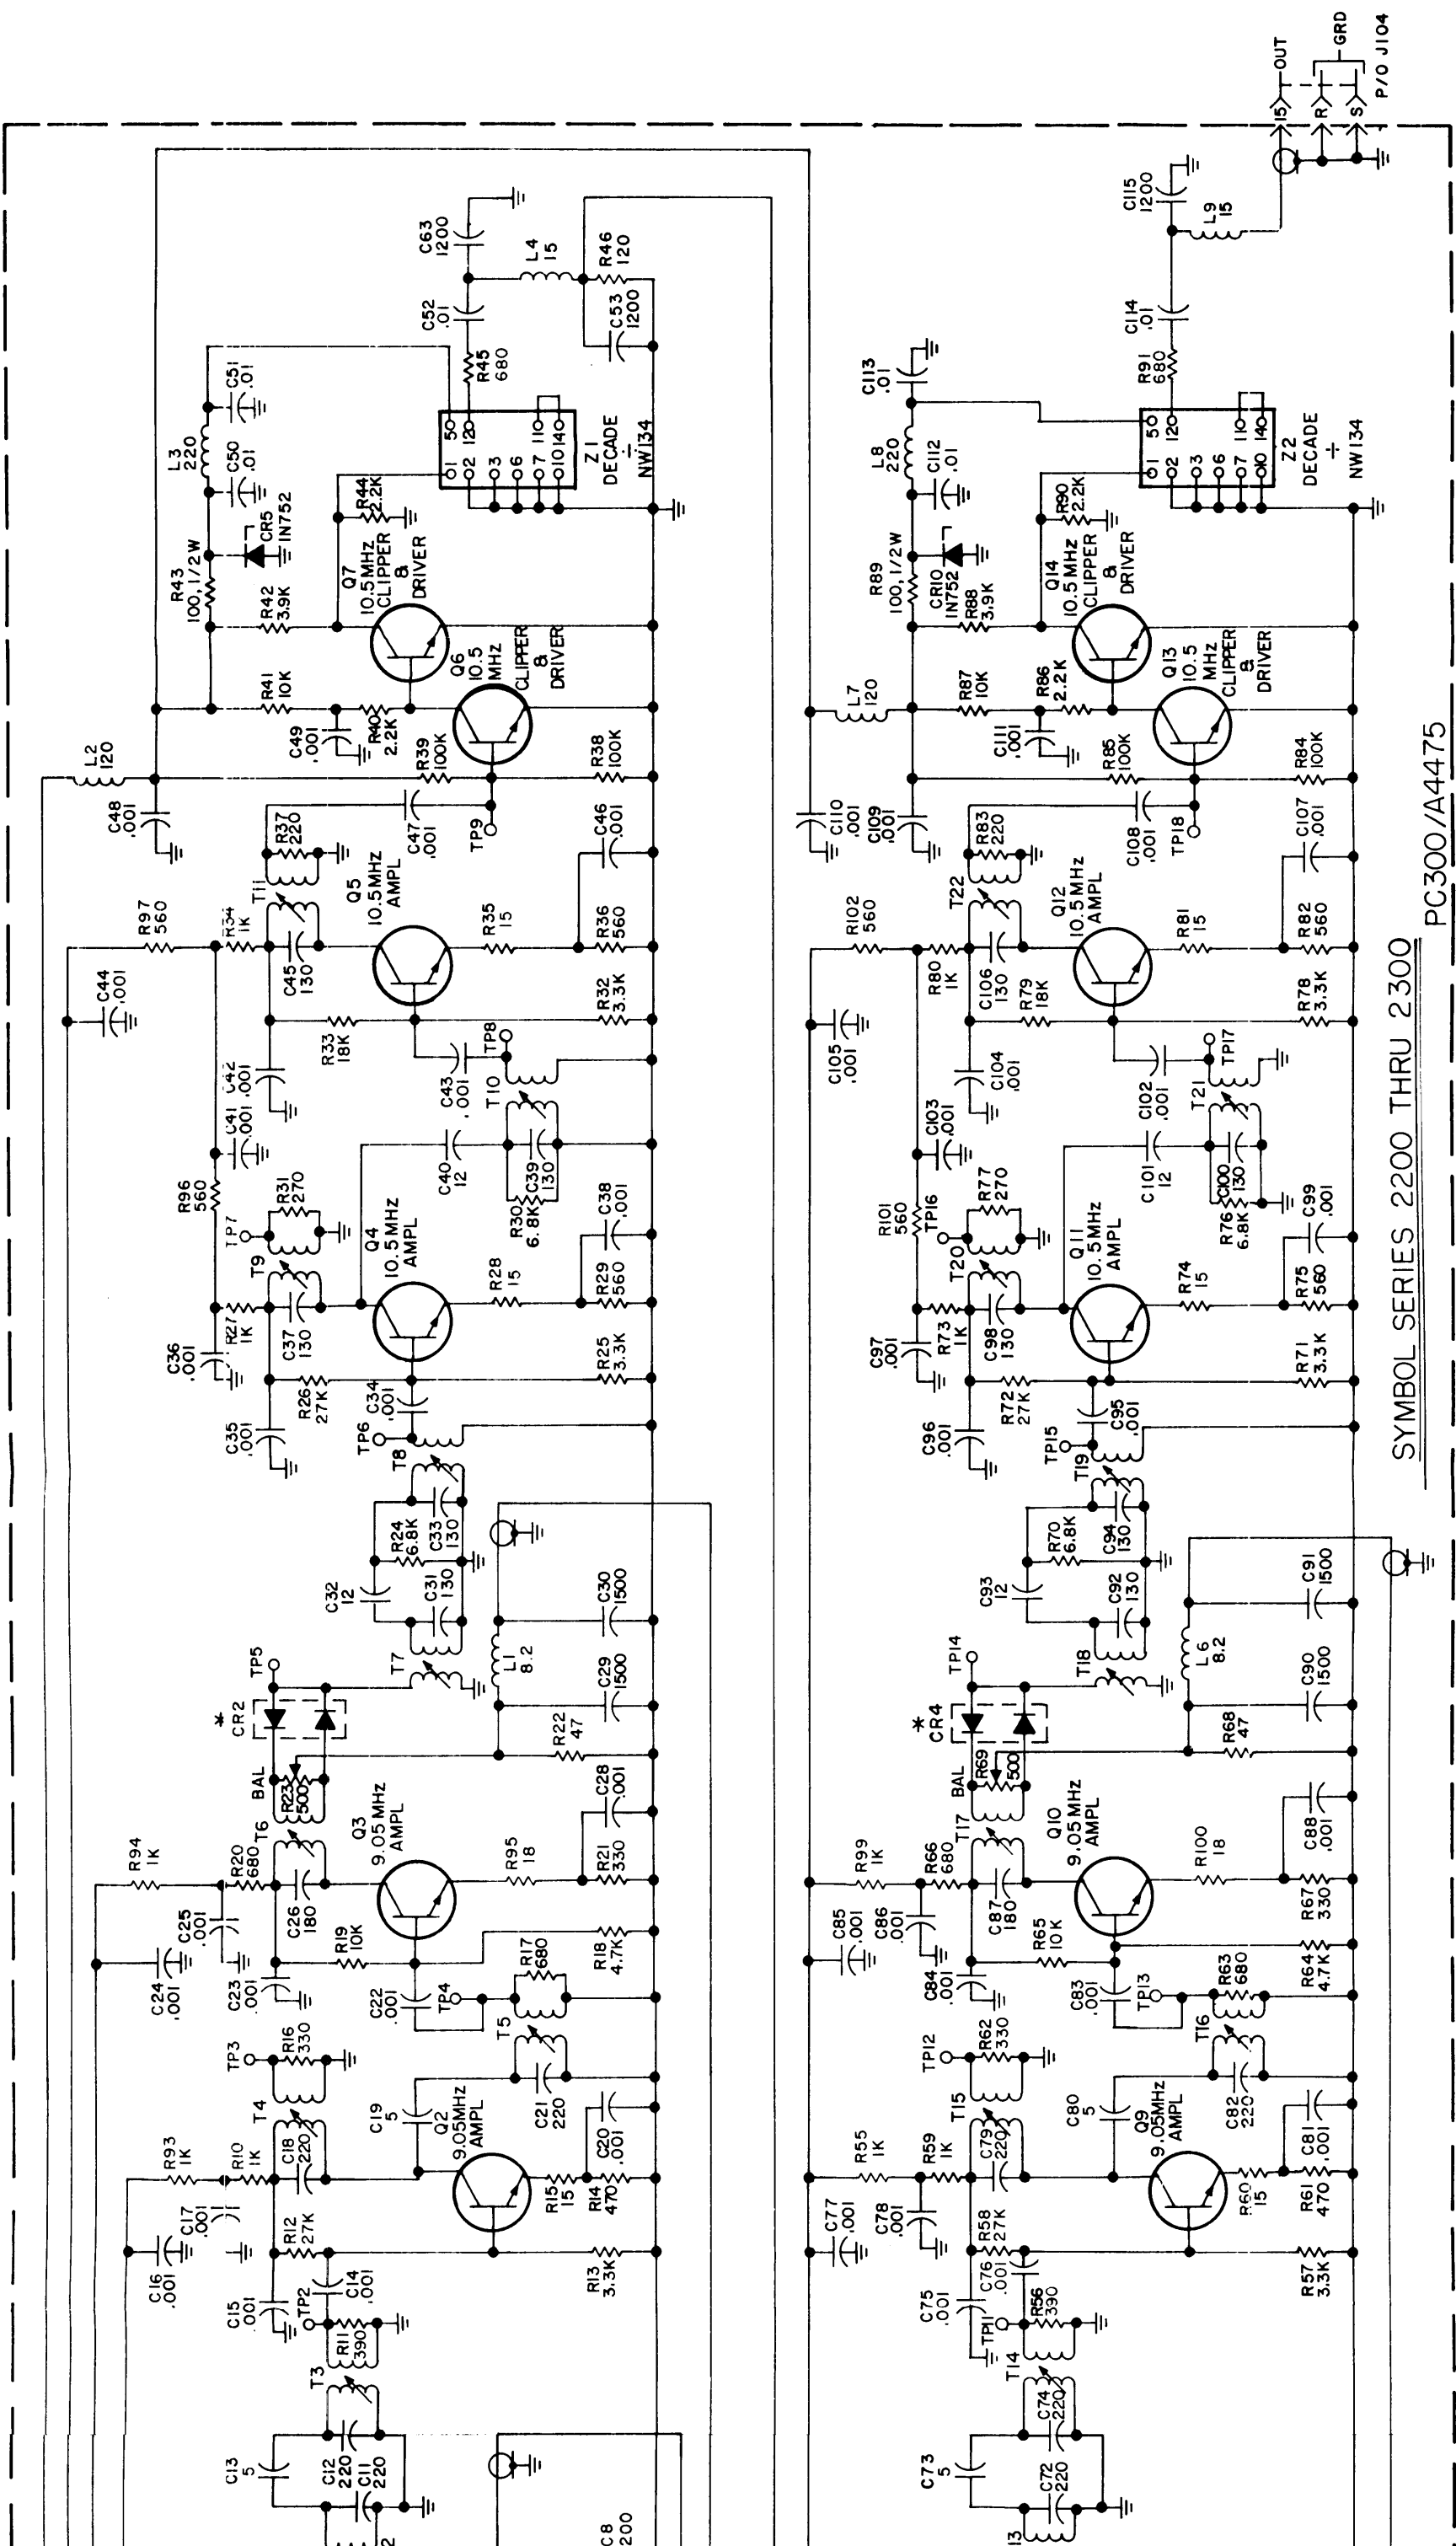 OUT
15
R
S
GRD
P/O J104
C63
1200
L4
15
R46
120
C52
.01
C53
1200
R45
680
C51
.01
L3
220
C50
.01
CR5
1N752
R43
100,1/2W
R44
2.2K
1
2
3
6
7
10
5
12
11
14
Z1
DECADE
÷
NW134
R42
3.9K
Q7
10.5MHZ
CLIPPER
&
DRIVER
Q6
10.5
MHZ
CLIPPER
&
DRIVER
R41
10K
C49
.001
R40
2.2K
L2
120
R39
100K
R38
100K
C48
.001
C47
.001
TP9
C46
.001
R37
220
T11
Q5
10.5MHZ
AMPL
R97
560
R34
1K
C45
130
R35
15
R36
560
C44
.001
R33
18K
R32
3.3K
TP8
C42
.001
C43
.001
T10
C41
.001
C40
12
C39
130
R30
6.8K
R96
560
R31
270
TP7
T9
Q4
10.5MHZ
AMPL
C38
.001
R28
15
R29
560
C36
.001
R27
1K
C37
130
R25
3.3K
R26
27K
C34
.001
C35
.001
TP6
T8
R24
6.8K
C33
130
C32
12
C31
130
C30
1500
TP5
T7
L1
8.2
C29
1500
*
CR2
R22
47
BAL
R23
500
C28
.001
T6
Q3
9.05MHZ
AMPL
R94
1K
R20
680
C26
180
R95
18
R21
330
C25
.001
R19
10K
R18
4.7K
C24
.001
C23
.001
C22
.001
R17
680
TP4
T5
TP3
R16
330
T4
C19
5
C21
220
Q2
9.05MHZ
AMPL
C20
.001
R93
1K
R10
1K
C18
220
R15
15
R14
470
C17
.001
C16
.001
R12
27K
R13
3.3K
C15
.001
TP2
C14
.001
R11
390
T3
C13
5
C12
220
C11
220
C8
C115
1200
L9
15
C114
.01
R91
680
C113
.01
L8
220
C112
.01
1
2
3
6
7
10
5
12
11
14
Z2
DECADE
÷
NW134
R89
100,1/2W
CR10
1N752
R90
2.2K
R88
3.9K
Q14
10.5MHZ
CLIPPER
&
DRIVER
Q13
10.5
MHZ
CLIPPER
&
DRIVER
L7
120
R87
10K
R86
2.2K
C111
.001
R85
100K
R84
100K
C110
.001
C109
.001
C108
.001
TP18
C107
.001
R83
220
T22
Q12
10.5MHZ
AMPL
R102
560
R80
1K
C106
130
R79
18K
R81
15
R82
560
R78
3.3K
C105
.001
C104
.001
TP17
C102
.001
T21
C103
.001
C101
12
C100
130
R76
6.8K
R101
560
TP16
R77
270
T20
Q11
10.5MHZ
AMPL
C99
.001
R74
15
R75
560
C97
.001
R73
1K
C98
130
R71
3.3K
R72
27K
C96
.001
C95
.001
TP15
T19
C94
130
R70
6.8K
C93
12
C92
130
C91
1500
TP14
T18
L6
8.2
C90
1500
*
CR4
R68
47
BAL
R69
500
C88
.001
T17
Q10
9.05MHZ
AMPL
R99
1K
R66
680
C87
180
R100
18
R67
330
C85
.001
C86
.001
R65
10K
R64
4.7K
C84
.001
C83
.001
TP13
R63
680
T16
TP12
R62
330
T15
C80
5
C82
220
Q9
9.05MHZ
AMPL
C81
.001
R55
1K
R59
1K
C79
220
R60
15
R61
470
C77
.001
C78
.001
R58
27K
R57
3.3K
C75
.001
C76
.001
TP11
R56
390
T14
C74
220
C73
5
C72
220
SYMBOL SERIES 2200 THRU 2300
PC300/A4475